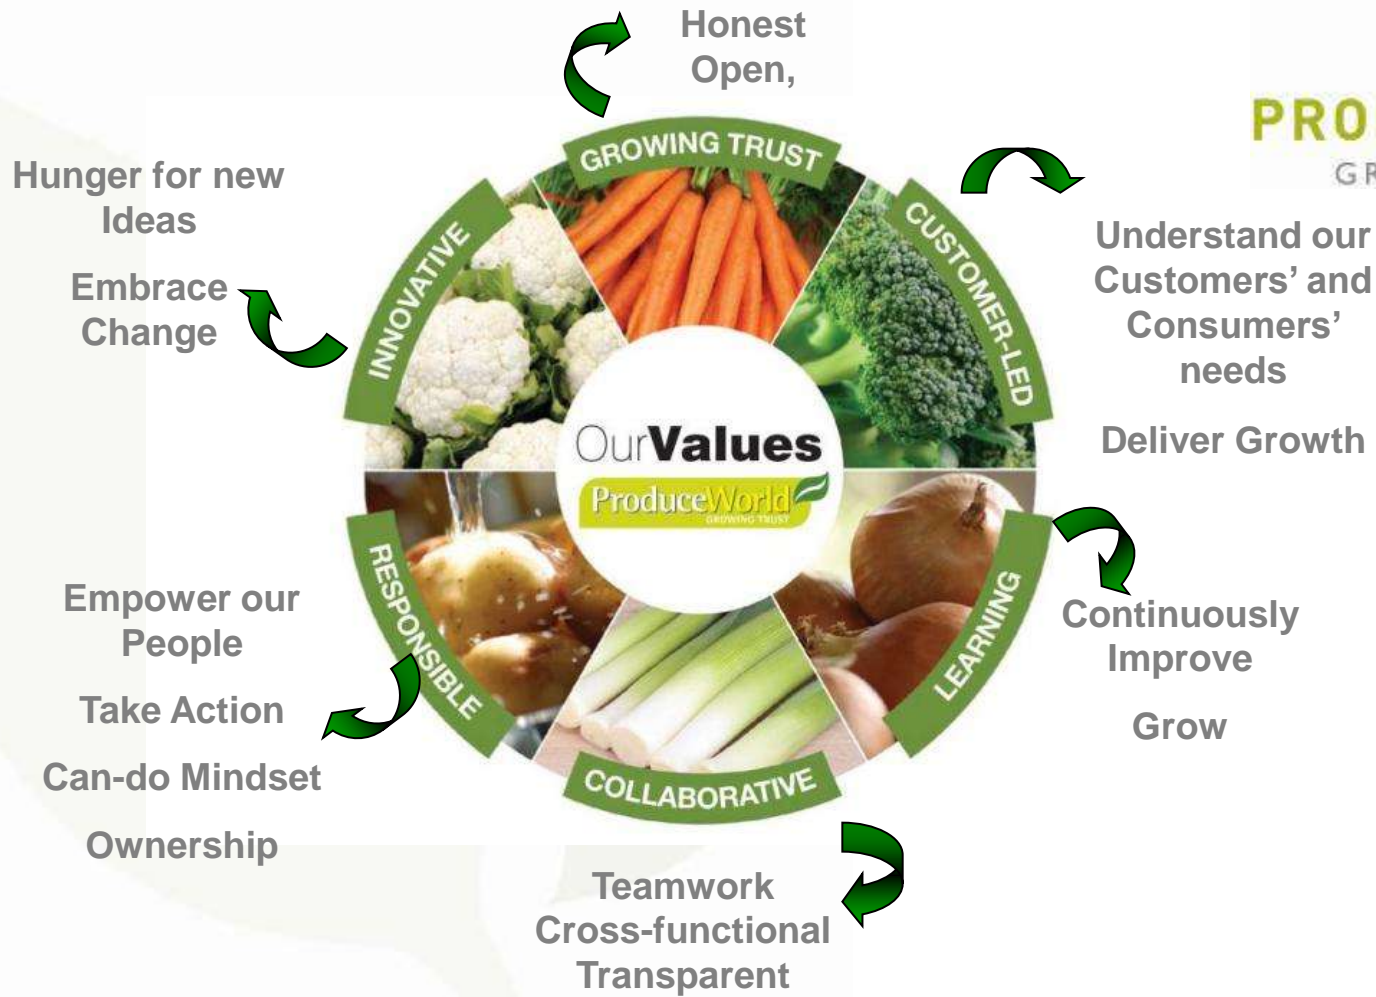 Honest
Open,
PRO
GR
GROWING TRUST
Hunger for new
Ideas
Embrace
Change
INNOVATIVE
CUSTOMER-LED
Understand our
Customers’ and
Consumers’
needs
Deliver Growth
OurValues
ProduceWorld
GROWING TRUST
RESPONSIBLE
LEARNING
Empower our
People
Take Action
Can-do Mindset
Ownership
Continuously
Improve
Grow
COLLABORATIVE
Teamwork
Cross-functional
Transparent